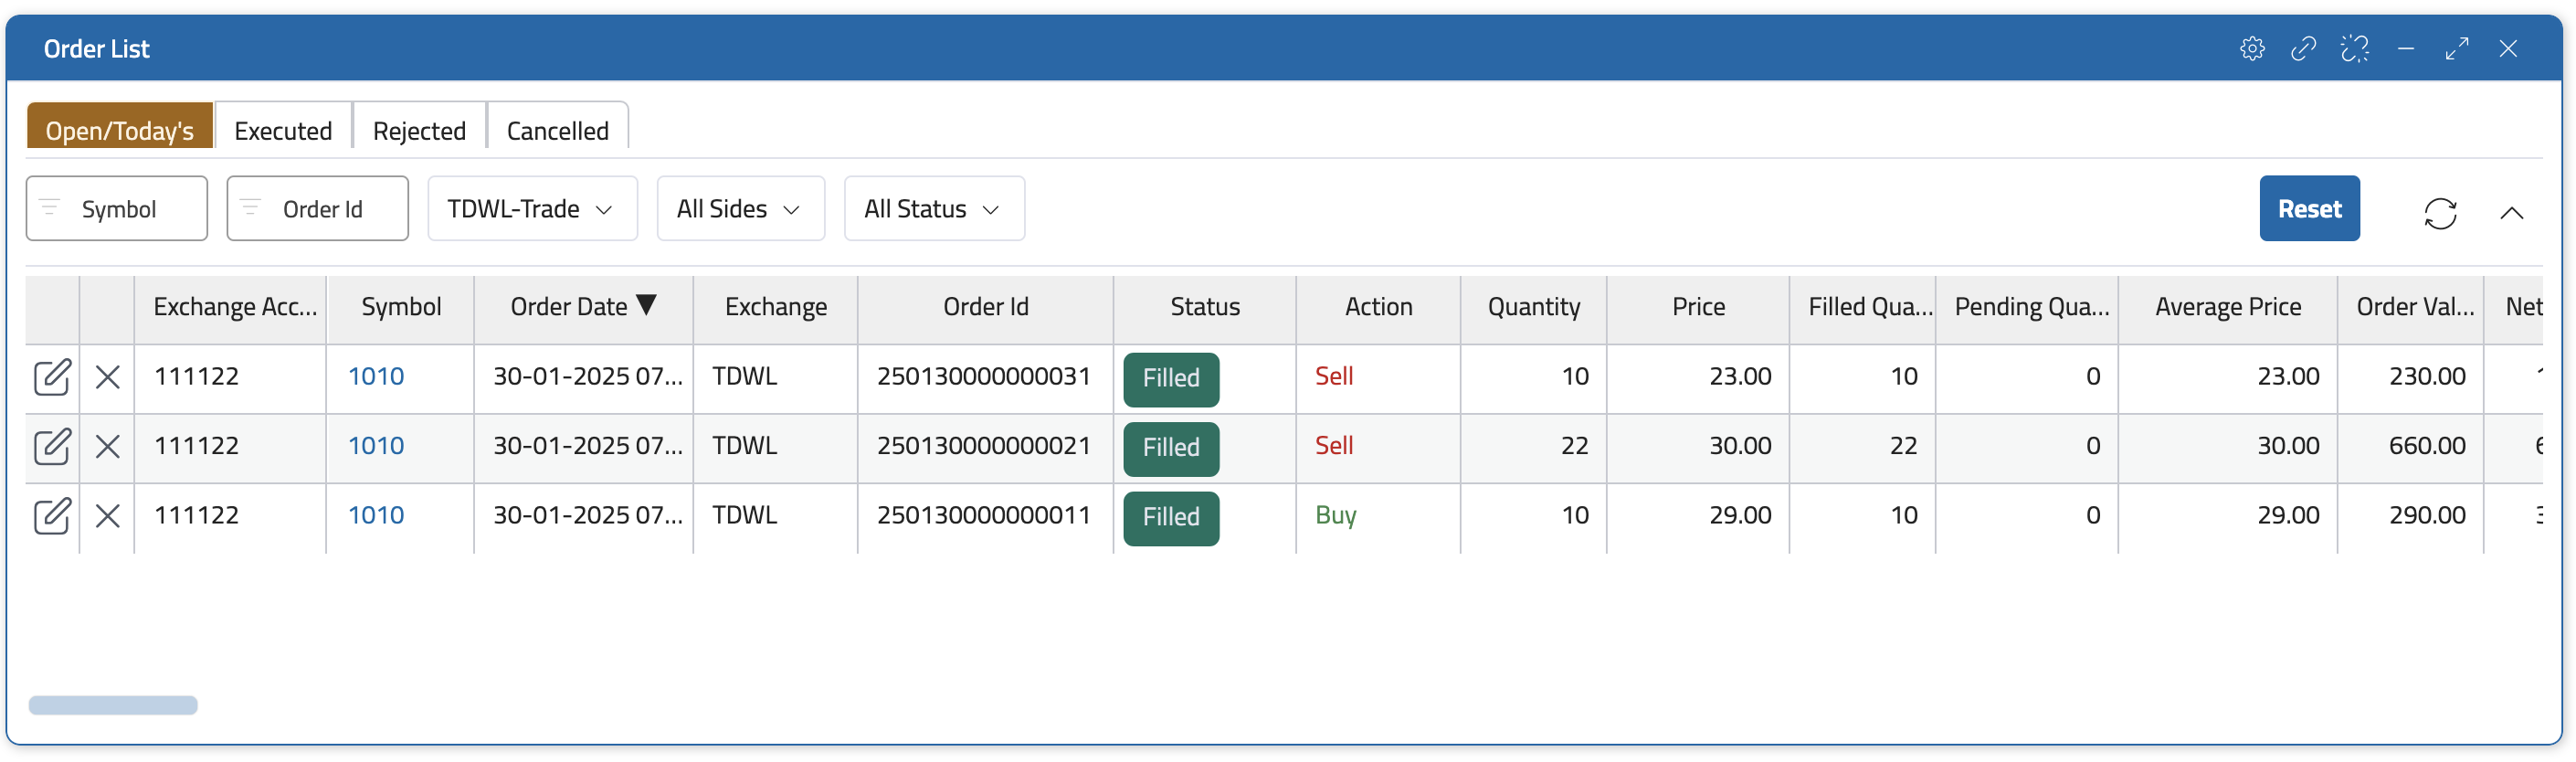 Order List
Open/Today's Executed Rejected Cancelled
Symbol Order Id TDWL-Trade All Sides All Status Reset
Exchange Acc... Symbol Order Date ▼ Exchange Order Id Status Action Quantity Price Filled Qua... Pending Qua... Average Price Order Val... Net
111122 1010 30-01-2025 07... TDWL 250130000000031 Filled Sell 10 23.00 10 0 23.00 230.00
111122 1010 30-01-2025 07... TDWL 250130000000021 Filled Sell 22 30.00 22 0 30.00 660.00
111122 1010 30-01-2025 07... TDWL 250130000000011 Filled Buy 10 29.00 10 0 29.00 290.00